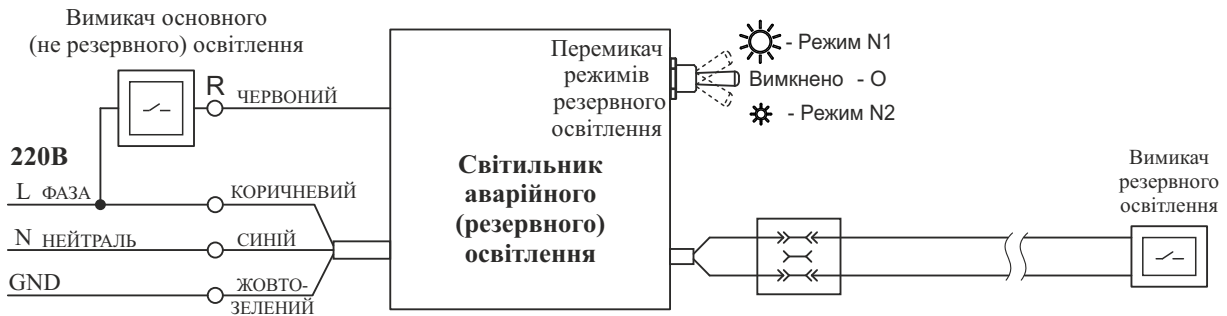 Вимикач основного
(не резервного) освітлення
R
ЧЕРВОНИЙ
220В
L ФАЗА
КОРИЧНЕВИЙ
N НЕЙТРАЛЬ
СИНІЙ
GND
ЖОВТО-
ЗЕЛЕНИЙ
Перемикач
режимів
резервного
освітлення
- Режим N1
Вимкнено - О
- Режим N2
Світильник
аварійного
(резервного)
освітлення
Вимикач
резервного
освітлення